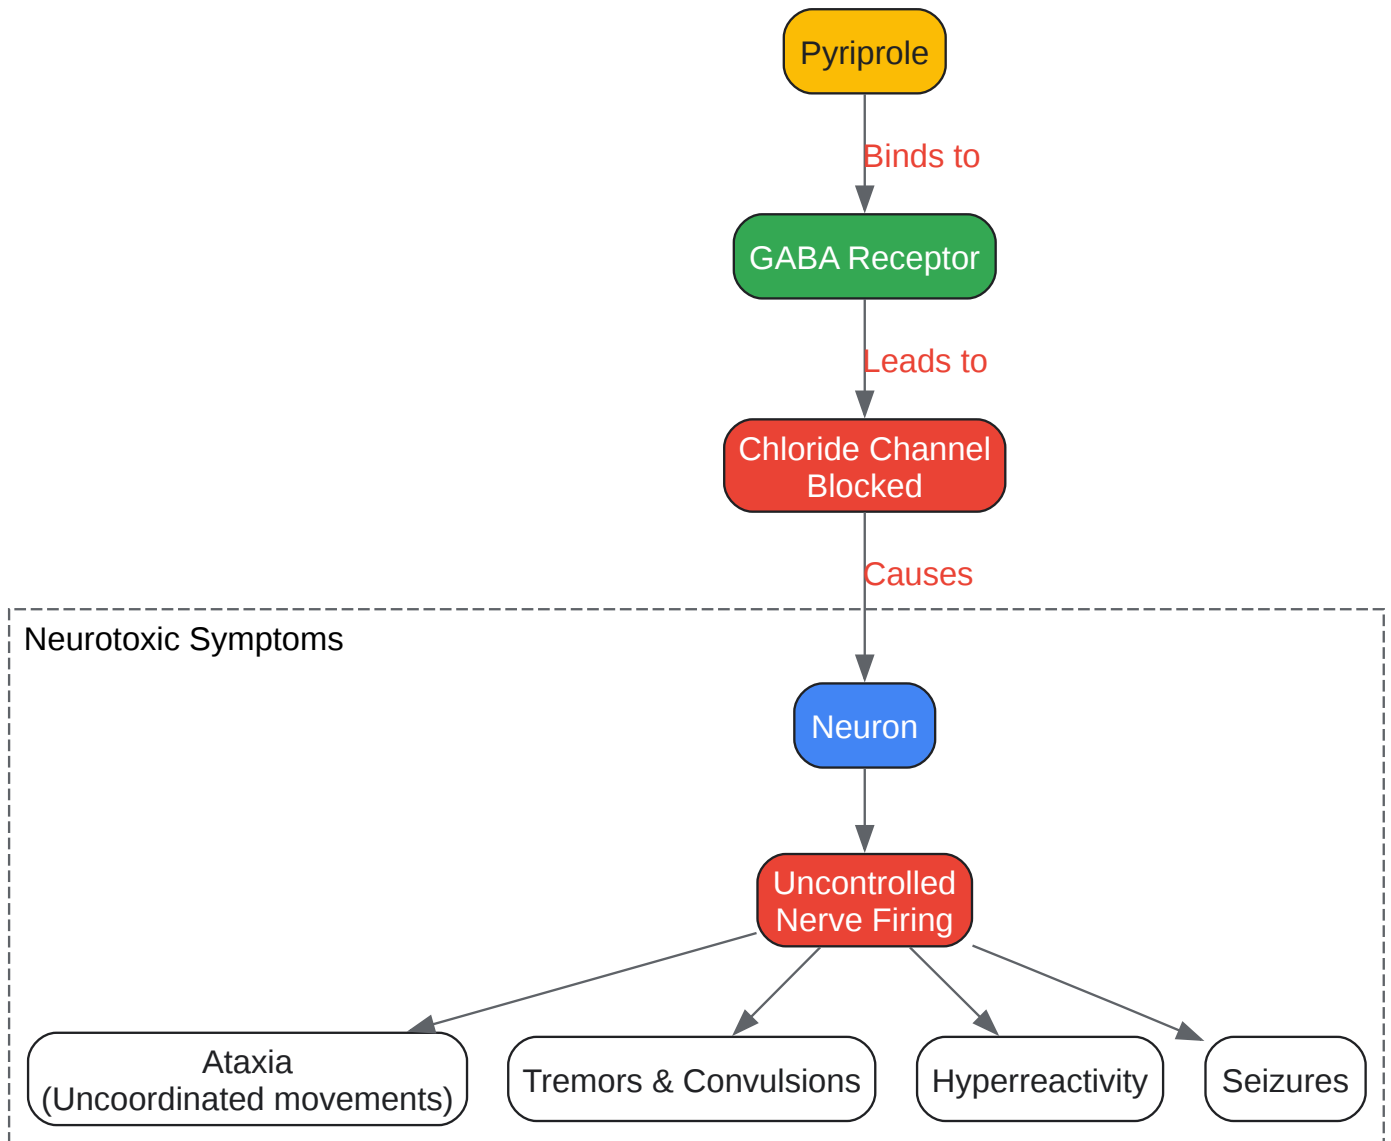 Pyriprole
Binds to
GABA Receptor
Leads to
Chloride Channel
Blocked
Causes
Neurotoxic Symptoms
Neuron
Uncontrolled
Nerve Firing
Ataxia
(Uncoordinated movements)
Tremors & Convulsions
Hyperreactivity
Seizures